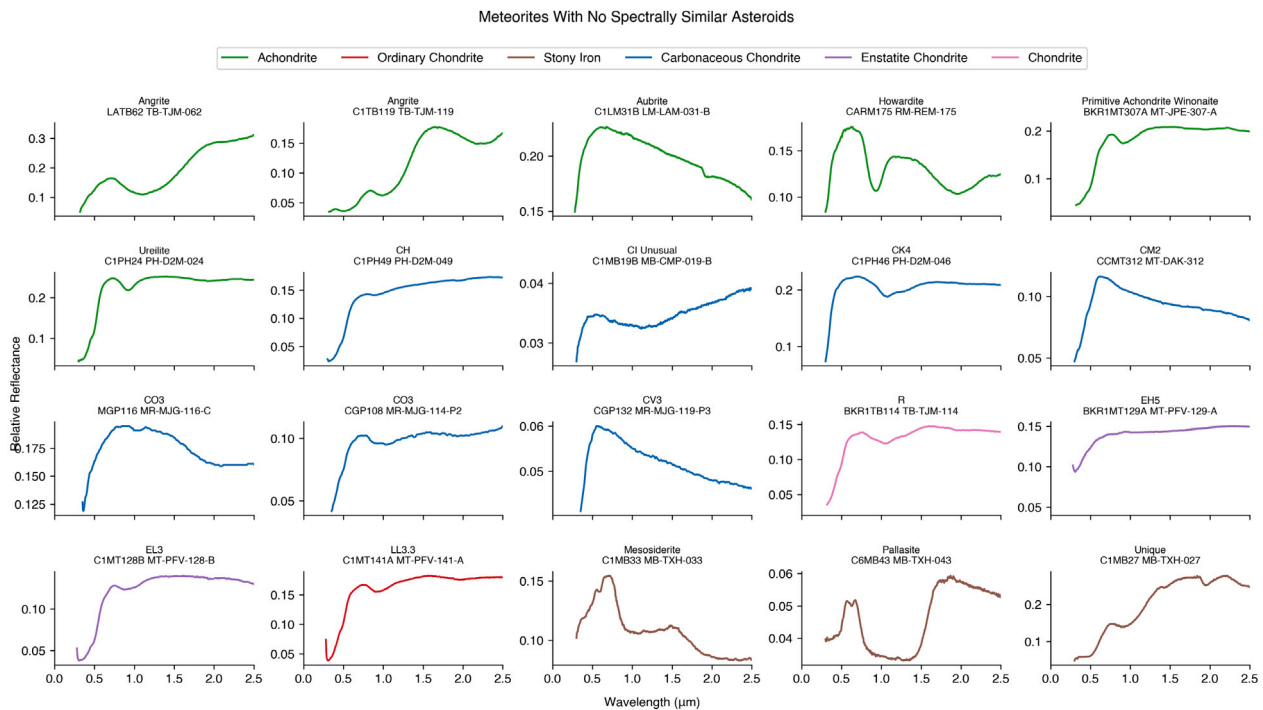 Meteorites With No Spectrally Similar Asteroids
Achondrite Ordinary Chondrite Stony Iron Carbonaceous Chondrite Enstatite Chondrite Chondrite
Relative Reflectance
Angrite
LATB62 TB-TJM-062
0.3
0.2
0.1
Angrite
C1TB119 TB-TJM-119
0.15
0.10
0.05
Aubrite
C1LM31B LM-LAM-031-B
0.20
0.15
Howardite
CARM175 RM-REM-175
0.15
0.10
Primitive Achondrite Winonaite
BKR1MT307A MT-JPE-307-A
0.2
0.1
Ureilite
C1PH24 PH-D2M-024
0.2
0.1
CH
C1PH49 PH-D2M-049
0.15
0.10
0.05
CI Unusual
C1MB19B MB-CMP-019-B
0.04
0.03
CK4
C1PH46 PH-D2M-046
0.2
0.1
CM2
CCMT312 MT-DAK-312
0.10
0.05
CO3
MGP116 MR-MJG-116-C
0.175
0.150
0.125
CO3
CGP108 MR-MJG-114-P2
0.10
0.05
CV3
CGP132 MR-MJG-119-P3
0.06
0.05
R
BKR1TB114 TB-TJM-114
0.15
0.10
0.05
EH5
BKR1MT129A MT-PFV-129-A
0.15
0.10
0.05
EL3
C1MT128B MT-PFV-128-B
0.10
0.05
0.0 0.5 1.0 1.5 2.0 2.5
LL3.3
C1MT141A MT-PFV-141-A
0.15
0.10
0.05
0.0 0.5 1.0 1.5 2.0 2.5
Mesosiderite
C1MB33 MB-TXH-033
0.15
0.10
0.0 0.5 1.0 1.5 2.0 2.5
Pallasite
C6MB43 MB-TXH-043
0.06
0.05
0.04
0.0 0.5 1.0 1.5 2.0 2.5
Unique
C1MB27 MB-TXH-027
0.2
0.1
0.0 0.5 1.0 1.5 2.0 2.5
Wavelength (μm)